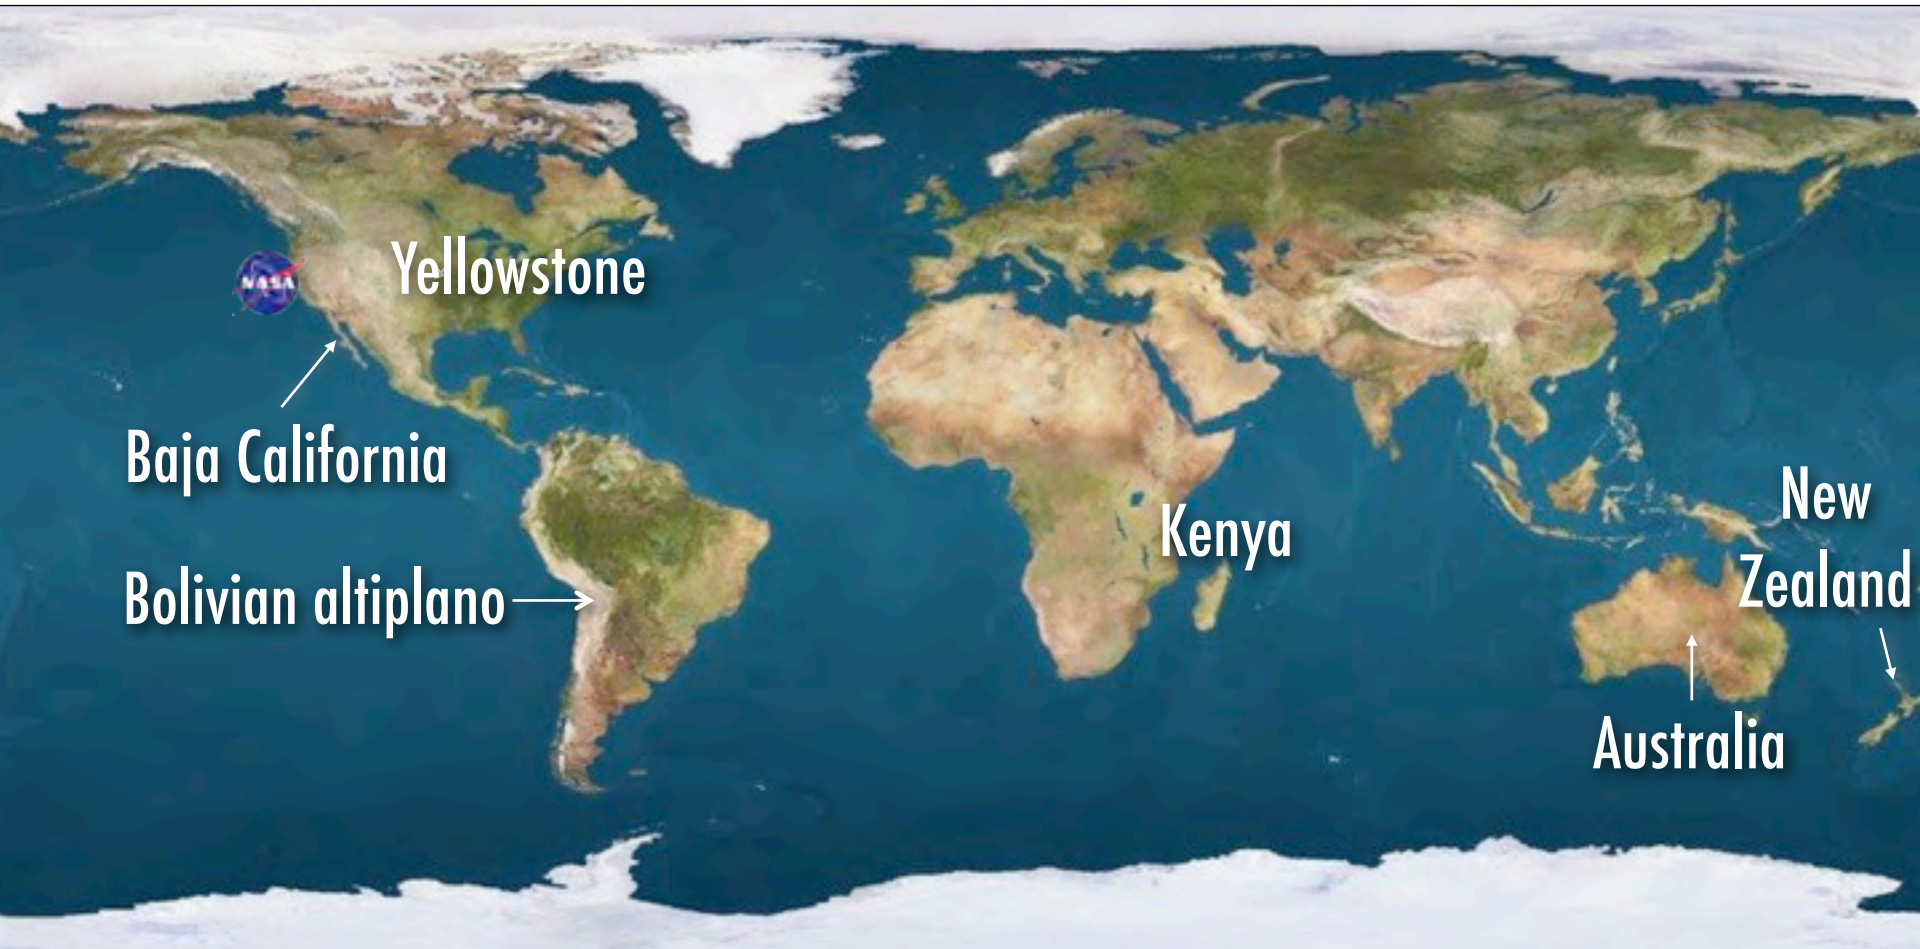 NASA
Yellowstone
Baja California
Bolivian altiplano
Kenya
New
Zealand
Australia